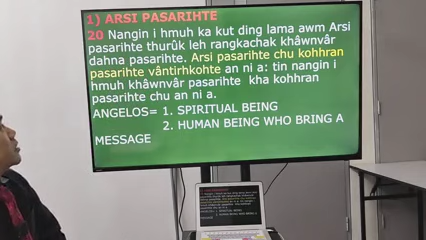 1) ARSI PASARIHTE
20 Nangin i hmuh ka kut ding lama awm Arsi
pasarihte thurûk leh rangkachak khâwnvâr
dahna pasarihte. Arsi pasarihte chu kohhran
pasarihte vântirhkohte an ni a: tin nangin i
hmuh khâwnvâr pasarihte kha kohhran
pasarihte chu an ni a.
ANGELOS= 1. SPIRITUAL BEING
2. HUMAN BEING WHO BRING A
MESSAGE